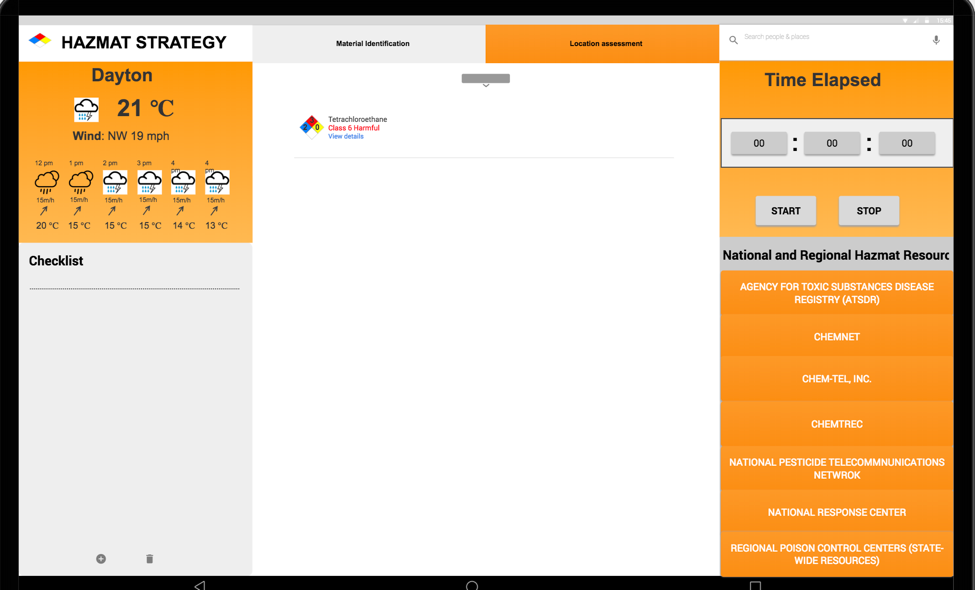 19:45
HAZMAT STRATEGY
Material Identification
Location assessment
Search people & places
Dayton
21 °C
Wind: NW 19 mph
12 pm 1 pm 2 pm 3 pm 4 pm 4 pm
15m/h 15m/h 15m/h 15m/h 15m/h 15m/h
20 °C 15 °C 15 °C 15 °C 14 °C 13 °C
Checklist
Tetrachloroethane
Class 6 Harmful
View details
Time Elapsed
00 : 00 : 00
START STOP
National and Regional Hazmat Resourc
AGENCY FOR TOXIC SUBSTANCES DISEASE
REGISTRY (ATSDR)
CHEMNET
CHEM-TEL, INC.
CHEMTREC
NATIONAL PESTICIDE TELECOMMNUNICATIONS
NETWROK
NATIONAL RESPONSE CENTER
REGIONAL POISON CONTROL CENTERS (STATE-
WIDE RESOURCES)